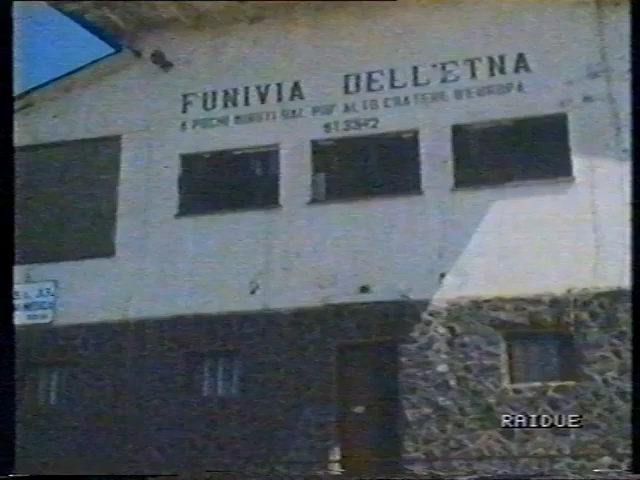 FUNIVIA DELL'ETNA
A POCHI MINUTI DAL PIU' ALTO CRATERE D'EUROPA
RAIDUE